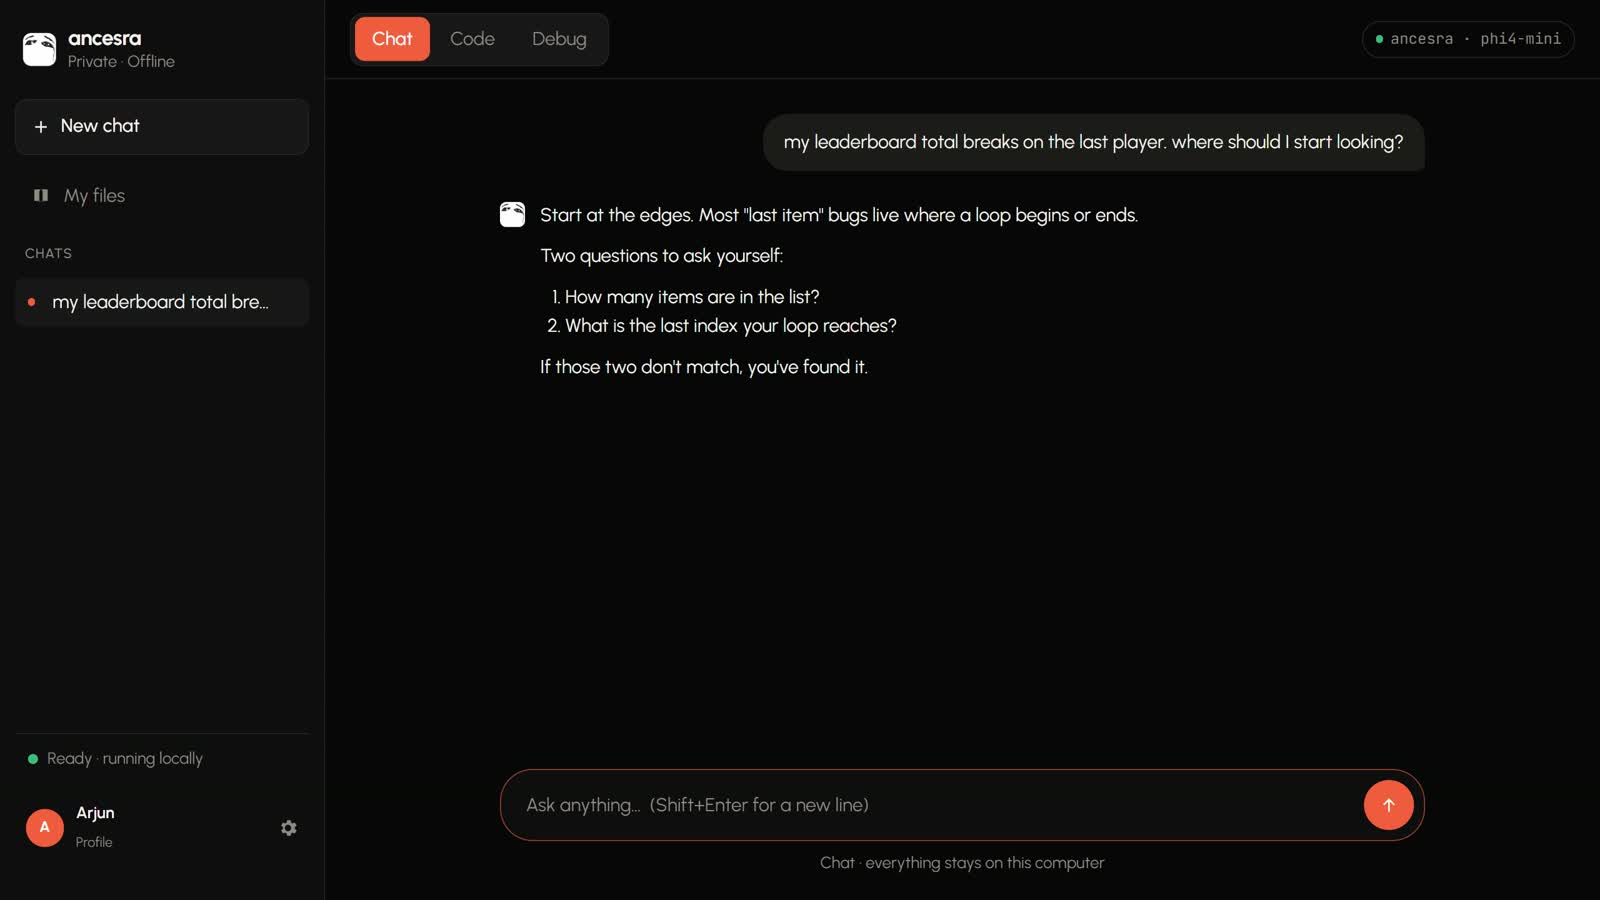 ancesra
Private · Offline
+ New chat
My files
CHATS
my leaderboard total bre...
Ready · running locally
A
Arjun
Profile
Chat
Code
Debug
ancesra · phi4-mini
my leaderboard total breaks on the last player. where should I start looking?
Start at the edges. Most "last item" bugs live where a loop begins or ends.
Two questions to ask yourself:
1. How many items are in the list?
2. What is the last index your loop reaches?
If those two don't match, you've found it.
Ask anything... (Shift+Enter for a new line)
Chat · everything stays on this computer